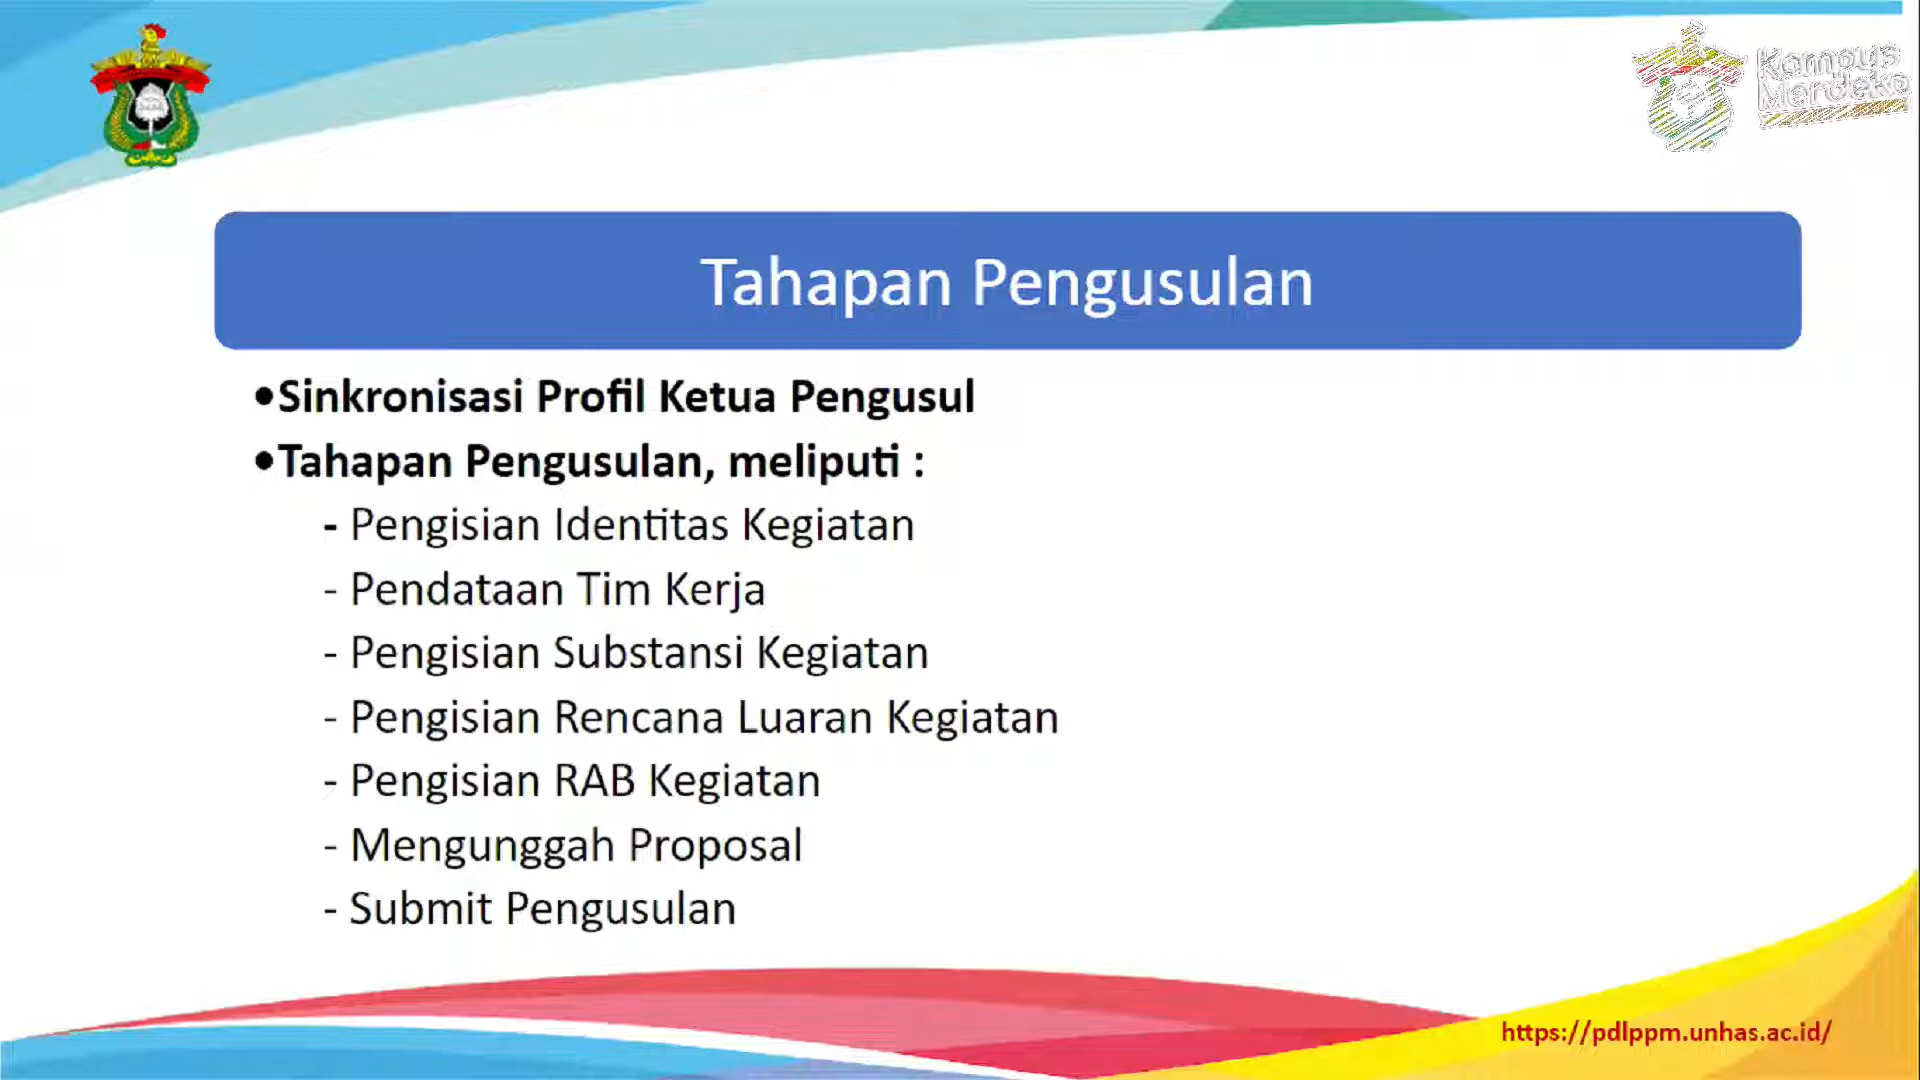 Kampus
Merdeka
Tahapan Pengusulan
•Sinkronisasi Profil Ketua Pengusul
•Tahapan Pengusulan, meliputi :
- Pengisian Identitas Kegiatan
- Pendataan Tim Kerja
- Pengisian Substansi Kegiatan
- Pengisian Rencana Luaran Kegiatan
- Pengisian RAB Kegiatan
- Mengunggah Proposal
- Submit Pengusulan
https://pdlppm.unhas.ac.id/